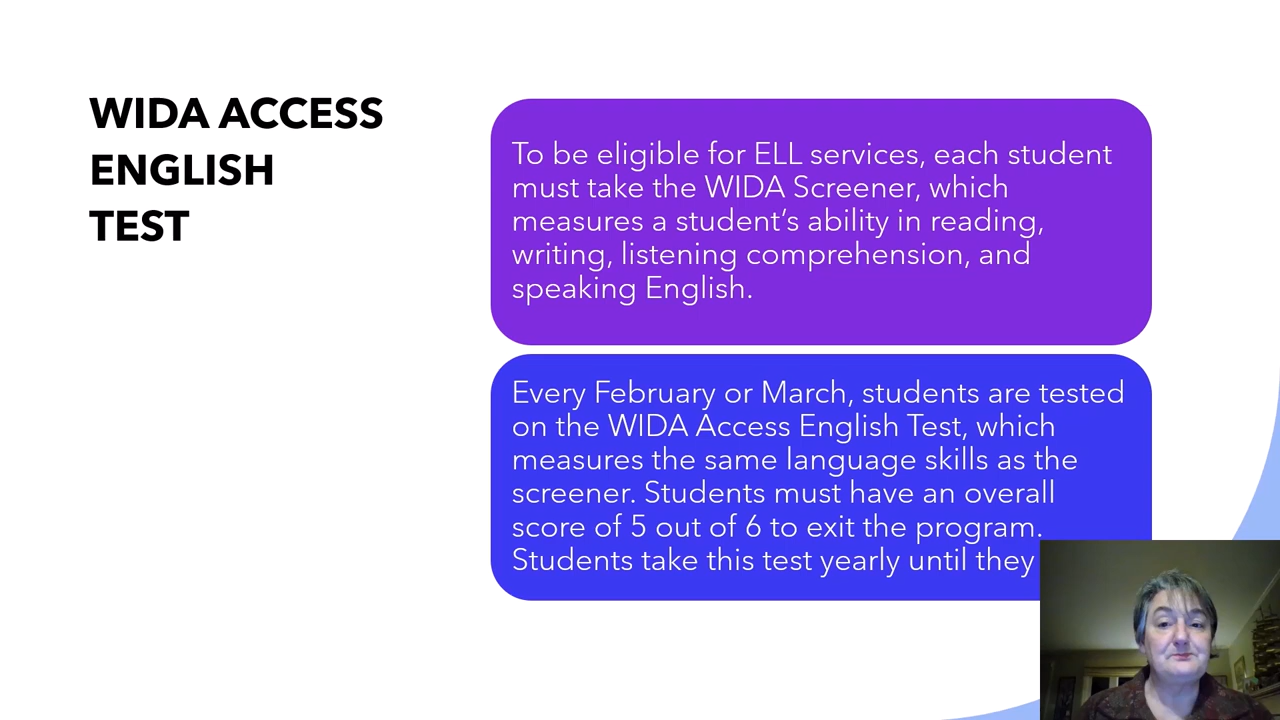 WIDA ACCESS
ENGLISH
TEST
To be eligible for ELL services, each student
must take the WIDA Screener, which
measures a student’s ability in reading,
writing, listening comprehension, and
speaking English.
Every February or March, students are tested
on the WIDA Access English Test, which
measures the same language skills as the
screener. Students must have an overall
score of 5 out of 6 to exit the program.
Students take this test yearly until they